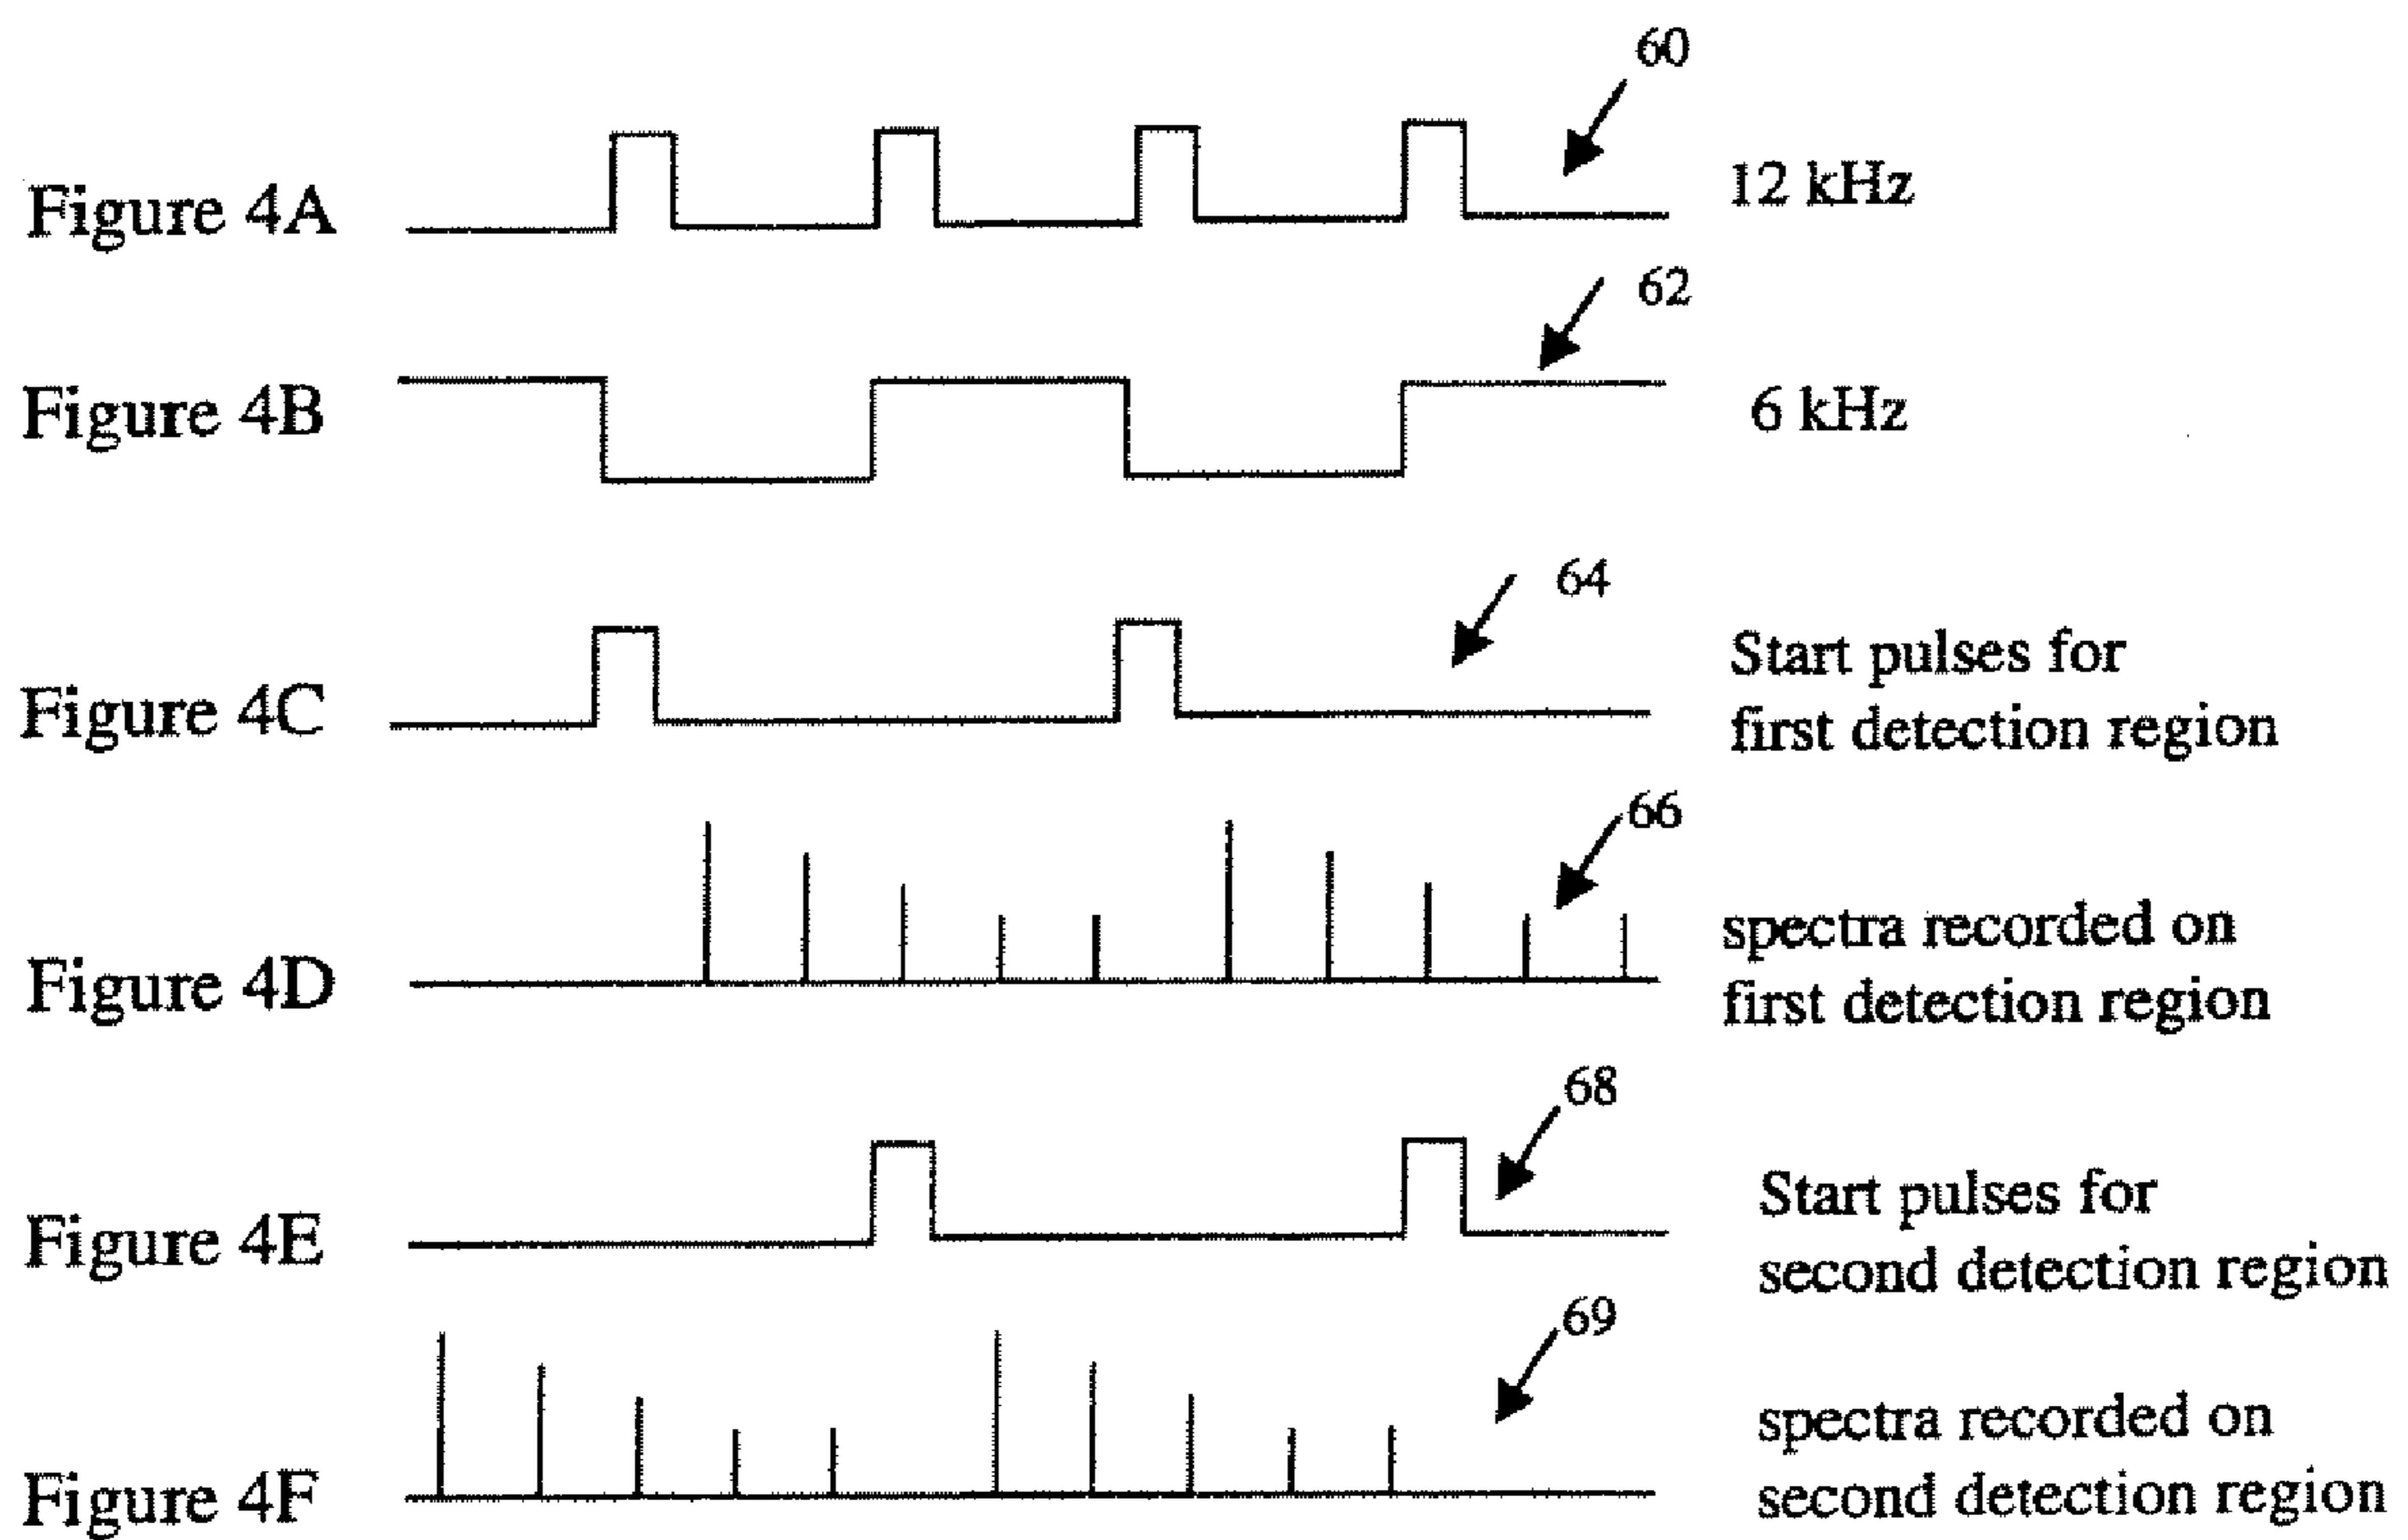 60
Figure 4A
12 kHz
62
Figure 4B
6 kHz
64
Figure 4C
Start pulses for
first detection region
66
Figure 4D
spectra recorded on
first detection region
68
Figure 4E
Start pulses for
second detection region
69
Figure 4F
spectra recorded on
second detection region